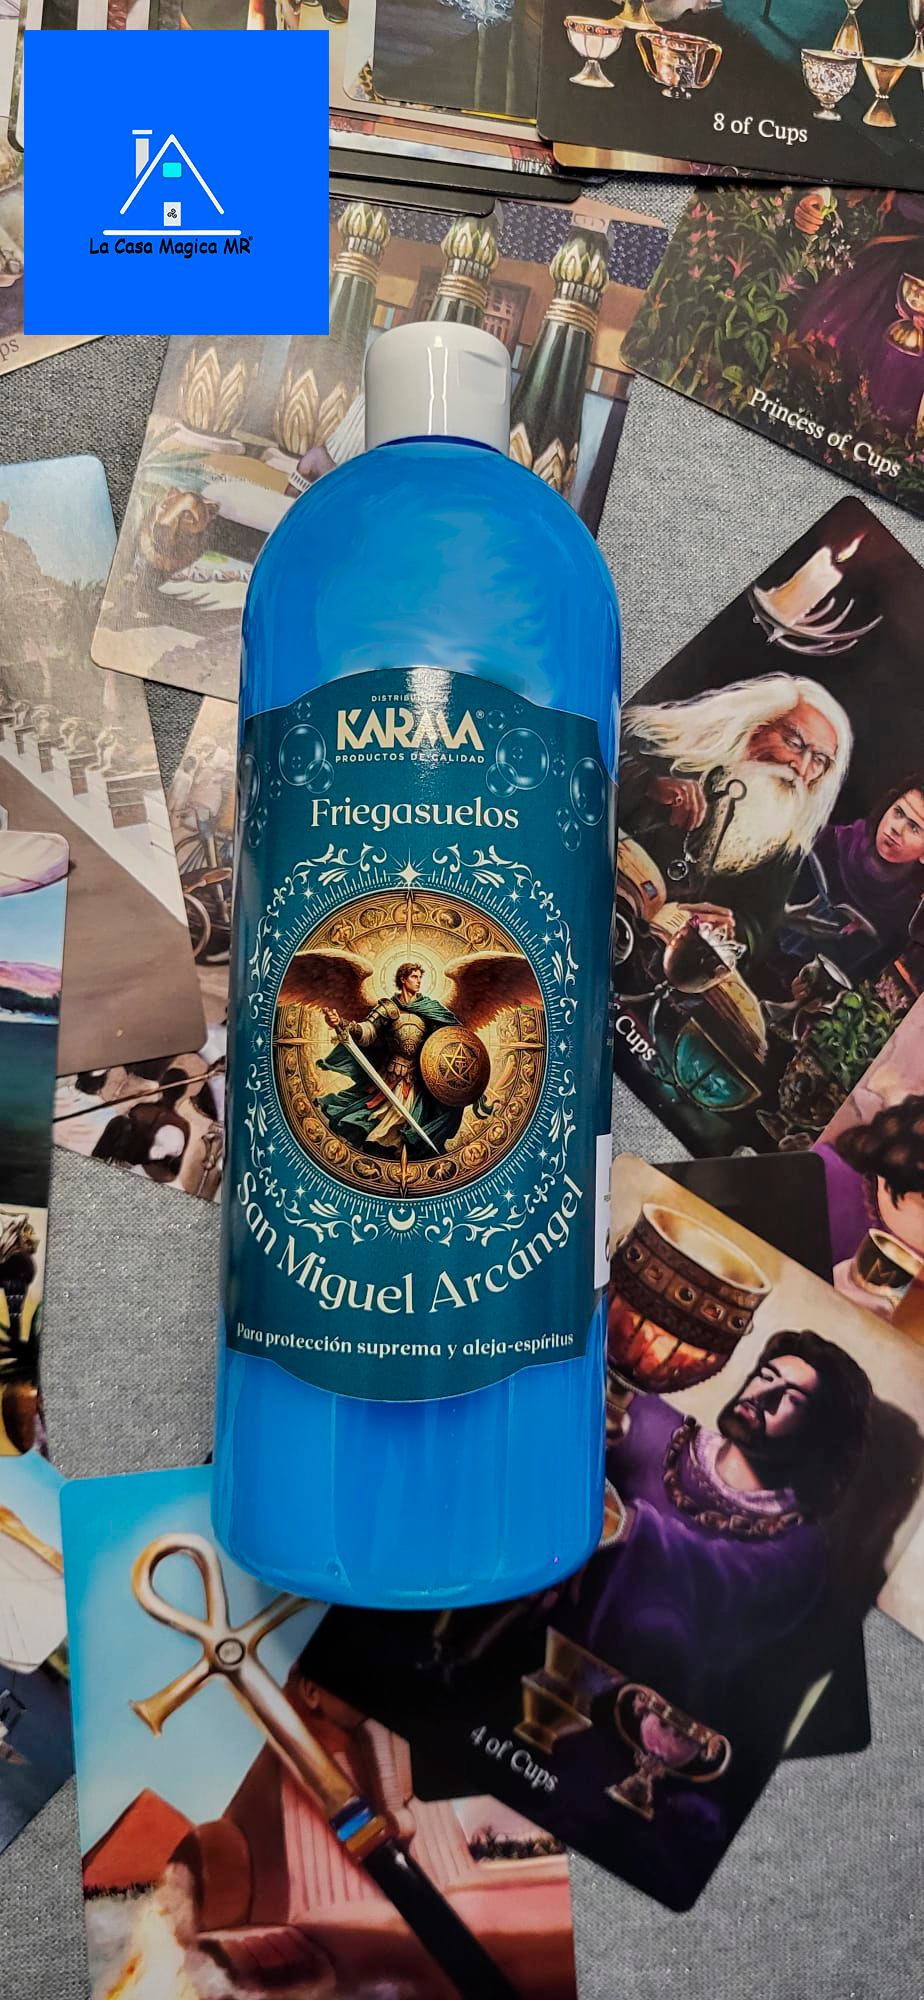 8 of Cups
La Casa Magica MR
Princess of Cups
DISTRIBUIDORA
KARMA®
PRODUCTOS DE CALIDAD
Friegasuelos
San Miguel Arcángel
Para protección suprema y aleja-espíritus
Cups
4 of Cups